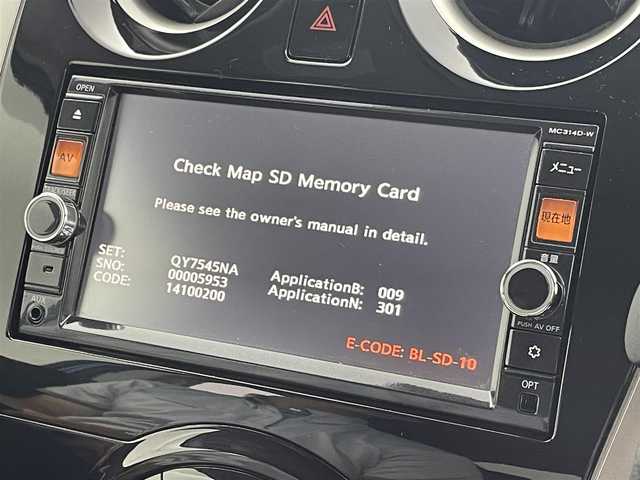 OPEN
MC314D-W
AV
メニュー
TRACK/SEEK
現在地
音量
AUX
PUSH AV OFF
OPT
Check Map SD Memory Card
Please see the owner's manual in detail.
SET: QY7545NA ApplicationB: 009
SNO: 00005953 ApplicationN: 301
CODE: 14100200
E-CODE: BL-SD-10